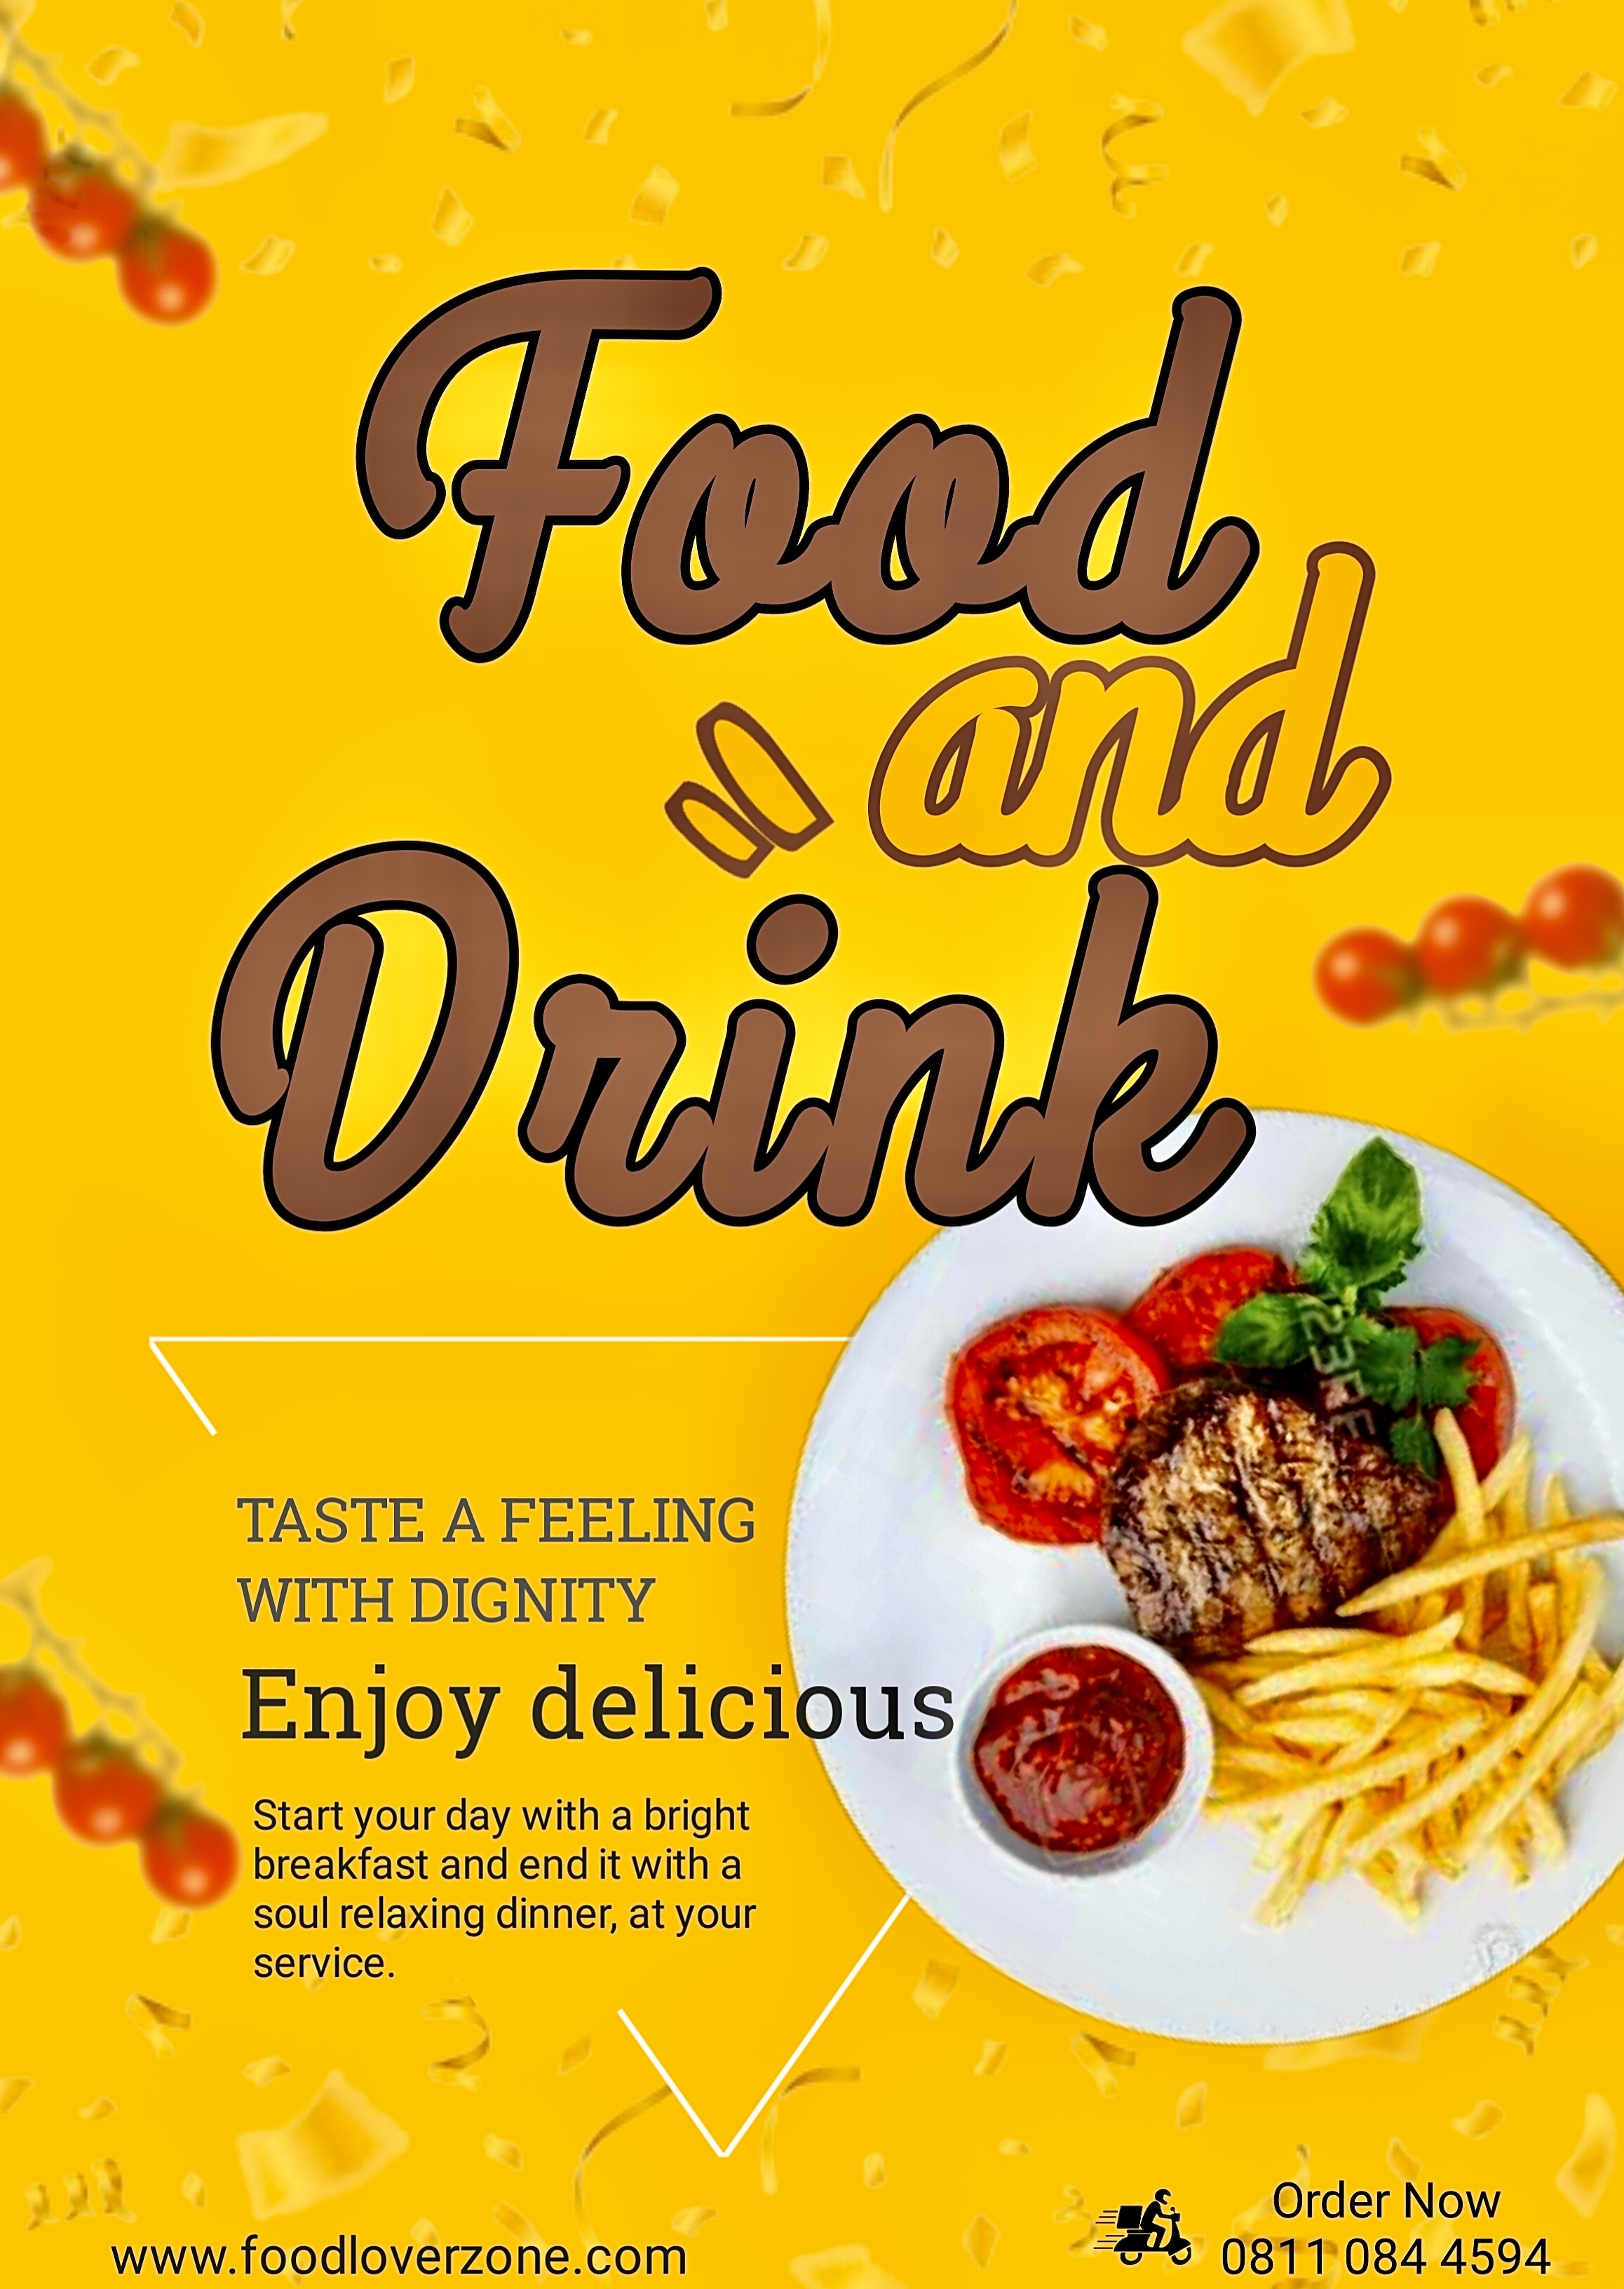 Food
and
Drink
TASTE A FEELING
WITH DIGNITY
Enjoy delicious
Start your day with a bright
breakfast and end it with a
soul relaxing dinner, at your
service.
Order Now
www.foodloverzone.com
0811 084 4594